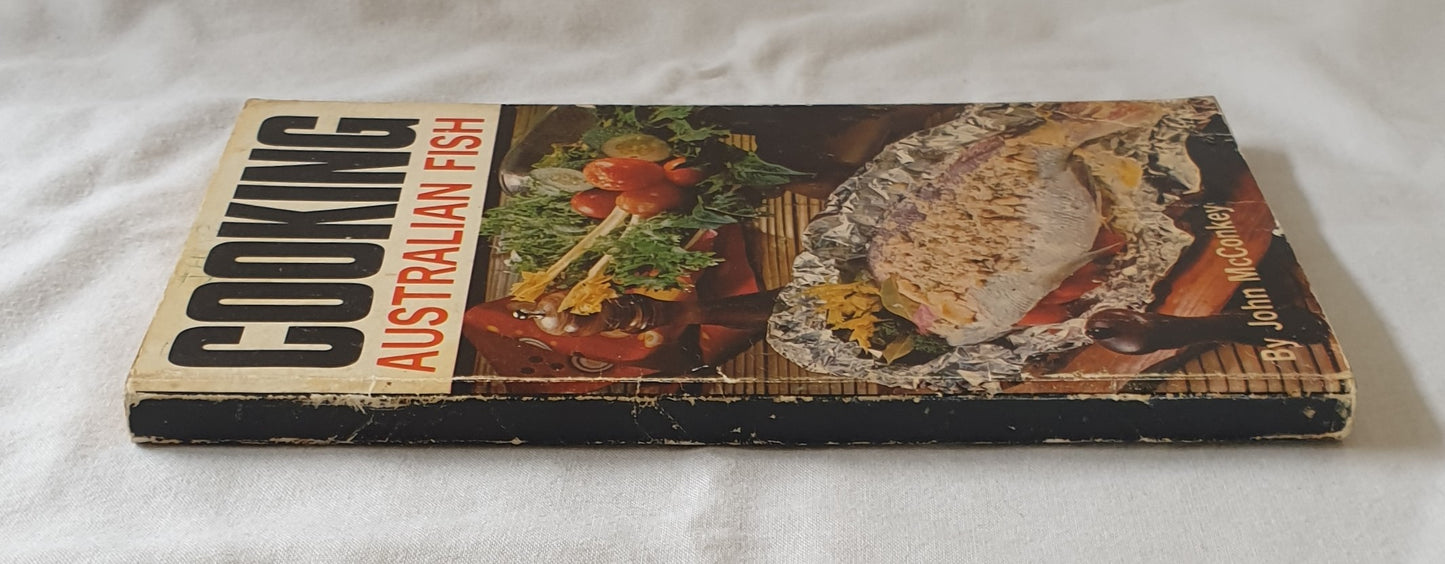 COOKING
AUSTRALIAN FISH
By John McConkey